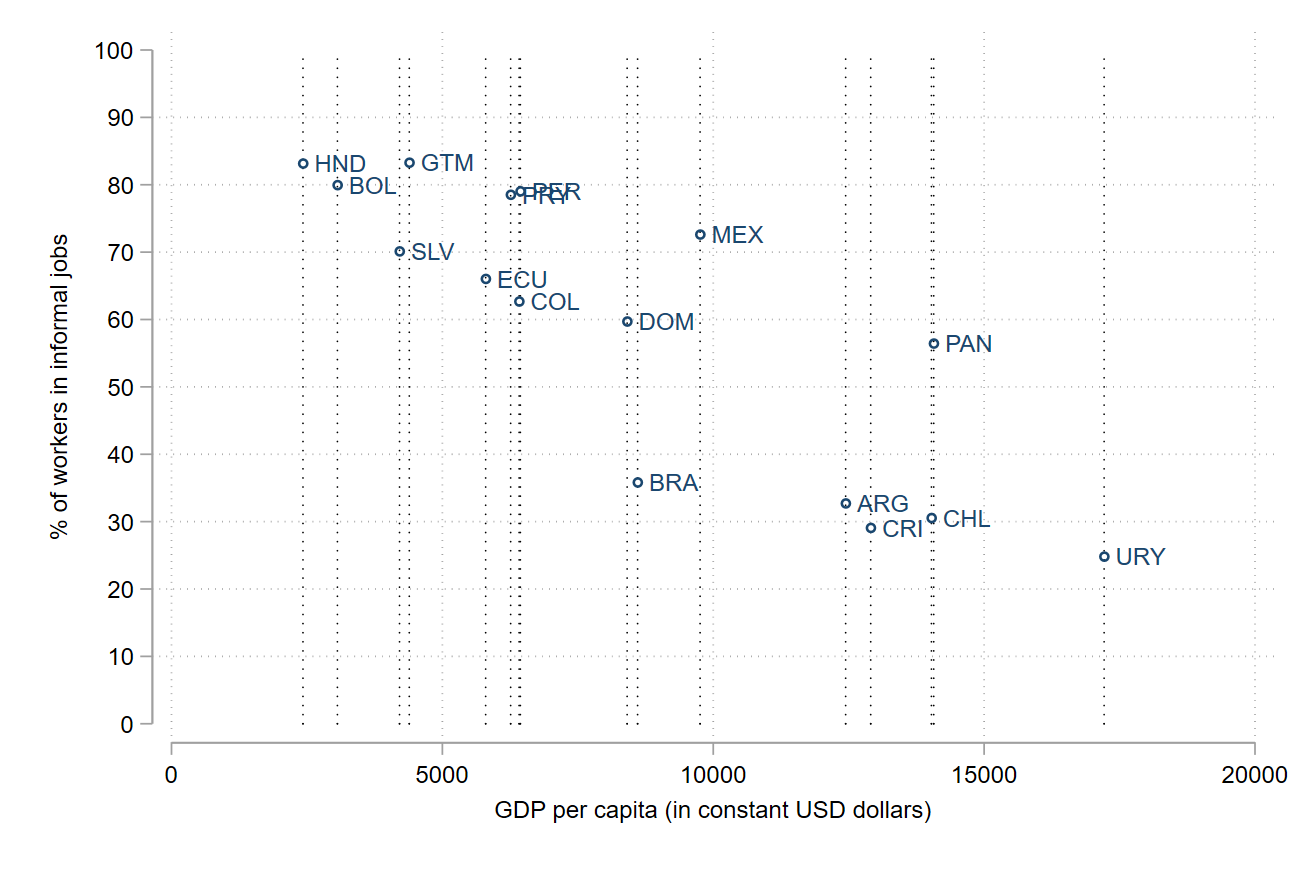 100
90
80
70
60
50
40
30
20
10
0
% of workers in informal jobs
HND
GTM
BOL
PER
PRY
MEX
SLV
ECU
COL
DOM
PAN
BRA
ARG
CHL
CRI
URY
0 5000 10000 15000 20000
GDP per capita (in constant USD dollars)